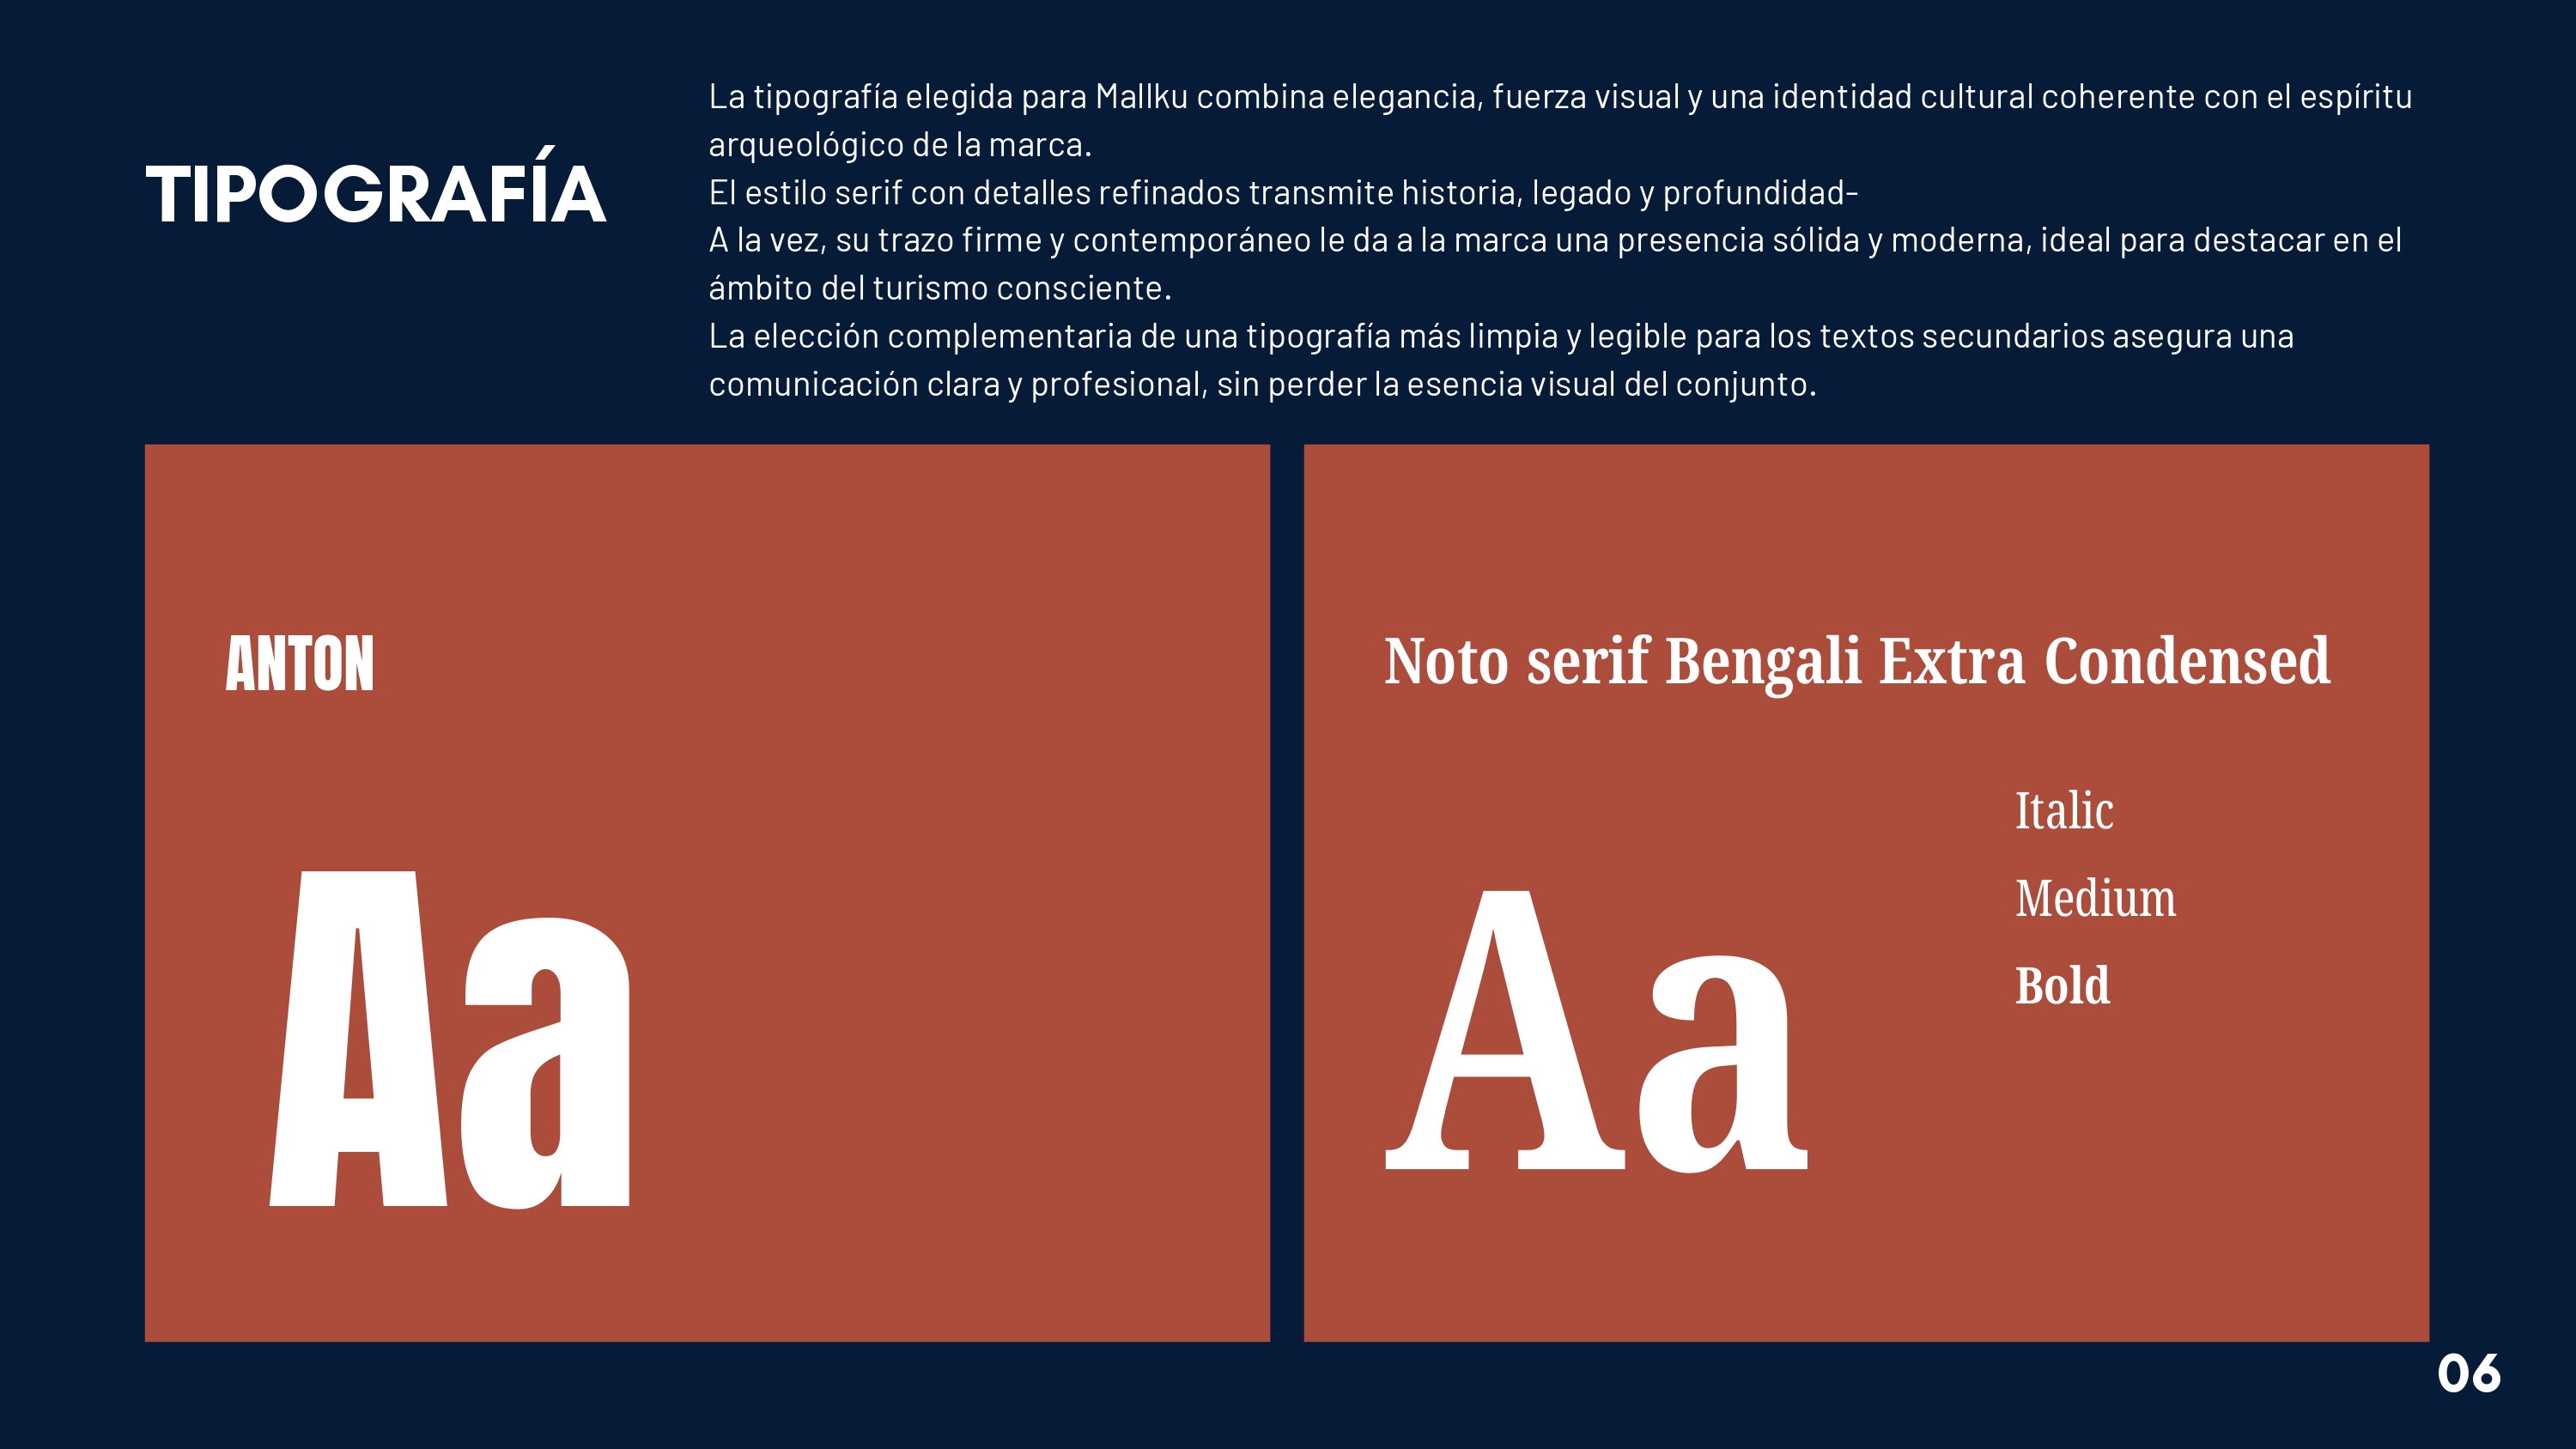 TIPOGRAFÍA
La tipografía elegida para Mallku combina elegancia, fuerza visual y una identidad cultural coherente con el espíritu
arqueológico de la marca.
El estilo serif con detalles refinados transmite historia, legado y profundidad-
A la vez, su trazo firme y contemporáneo le da a la marca una presencia sólida y moderna, ideal para destacar en el
ámbito del turismo consciente.
La elección complementaria de una tipografía más limpia y legible para los textos secundarios asegura una
comunicación clara y profesional, sin perder la esencia visual del conjunto.
ANTON
Aa
Noto serif Bengali Extra Condensed
Aa
Italic
Medium
Bold
06